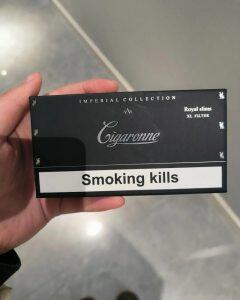 IMPERIAL COLLECTION
Royal slims
XL FILTER
Cigaronne
Smoking kills